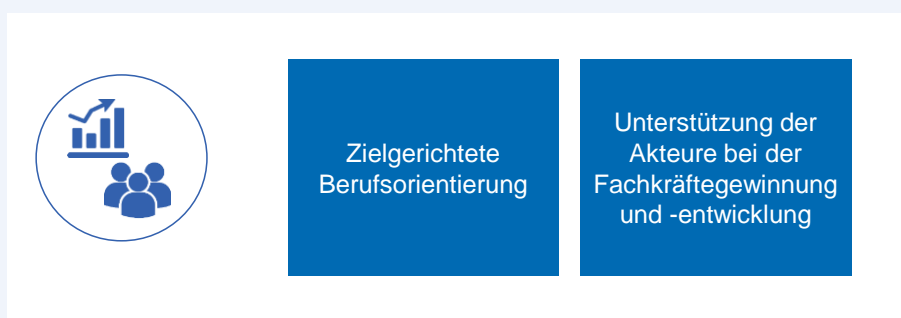 Zielgerichtete
Berufsorientierung
Unterstützung der
Akteure bei der
Fachkräftegewinnung
und -entwicklung